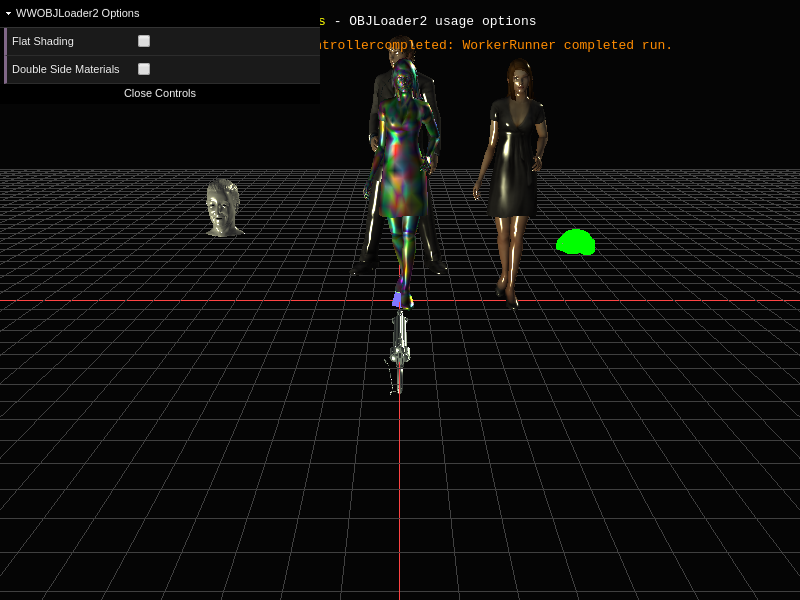 WWOBJLoader2 Options
s - OBJLoader2 usage options
Flat Shading
ntrollercompleted: WorkerRunner completed run.
Double Side Materials
Close Controls